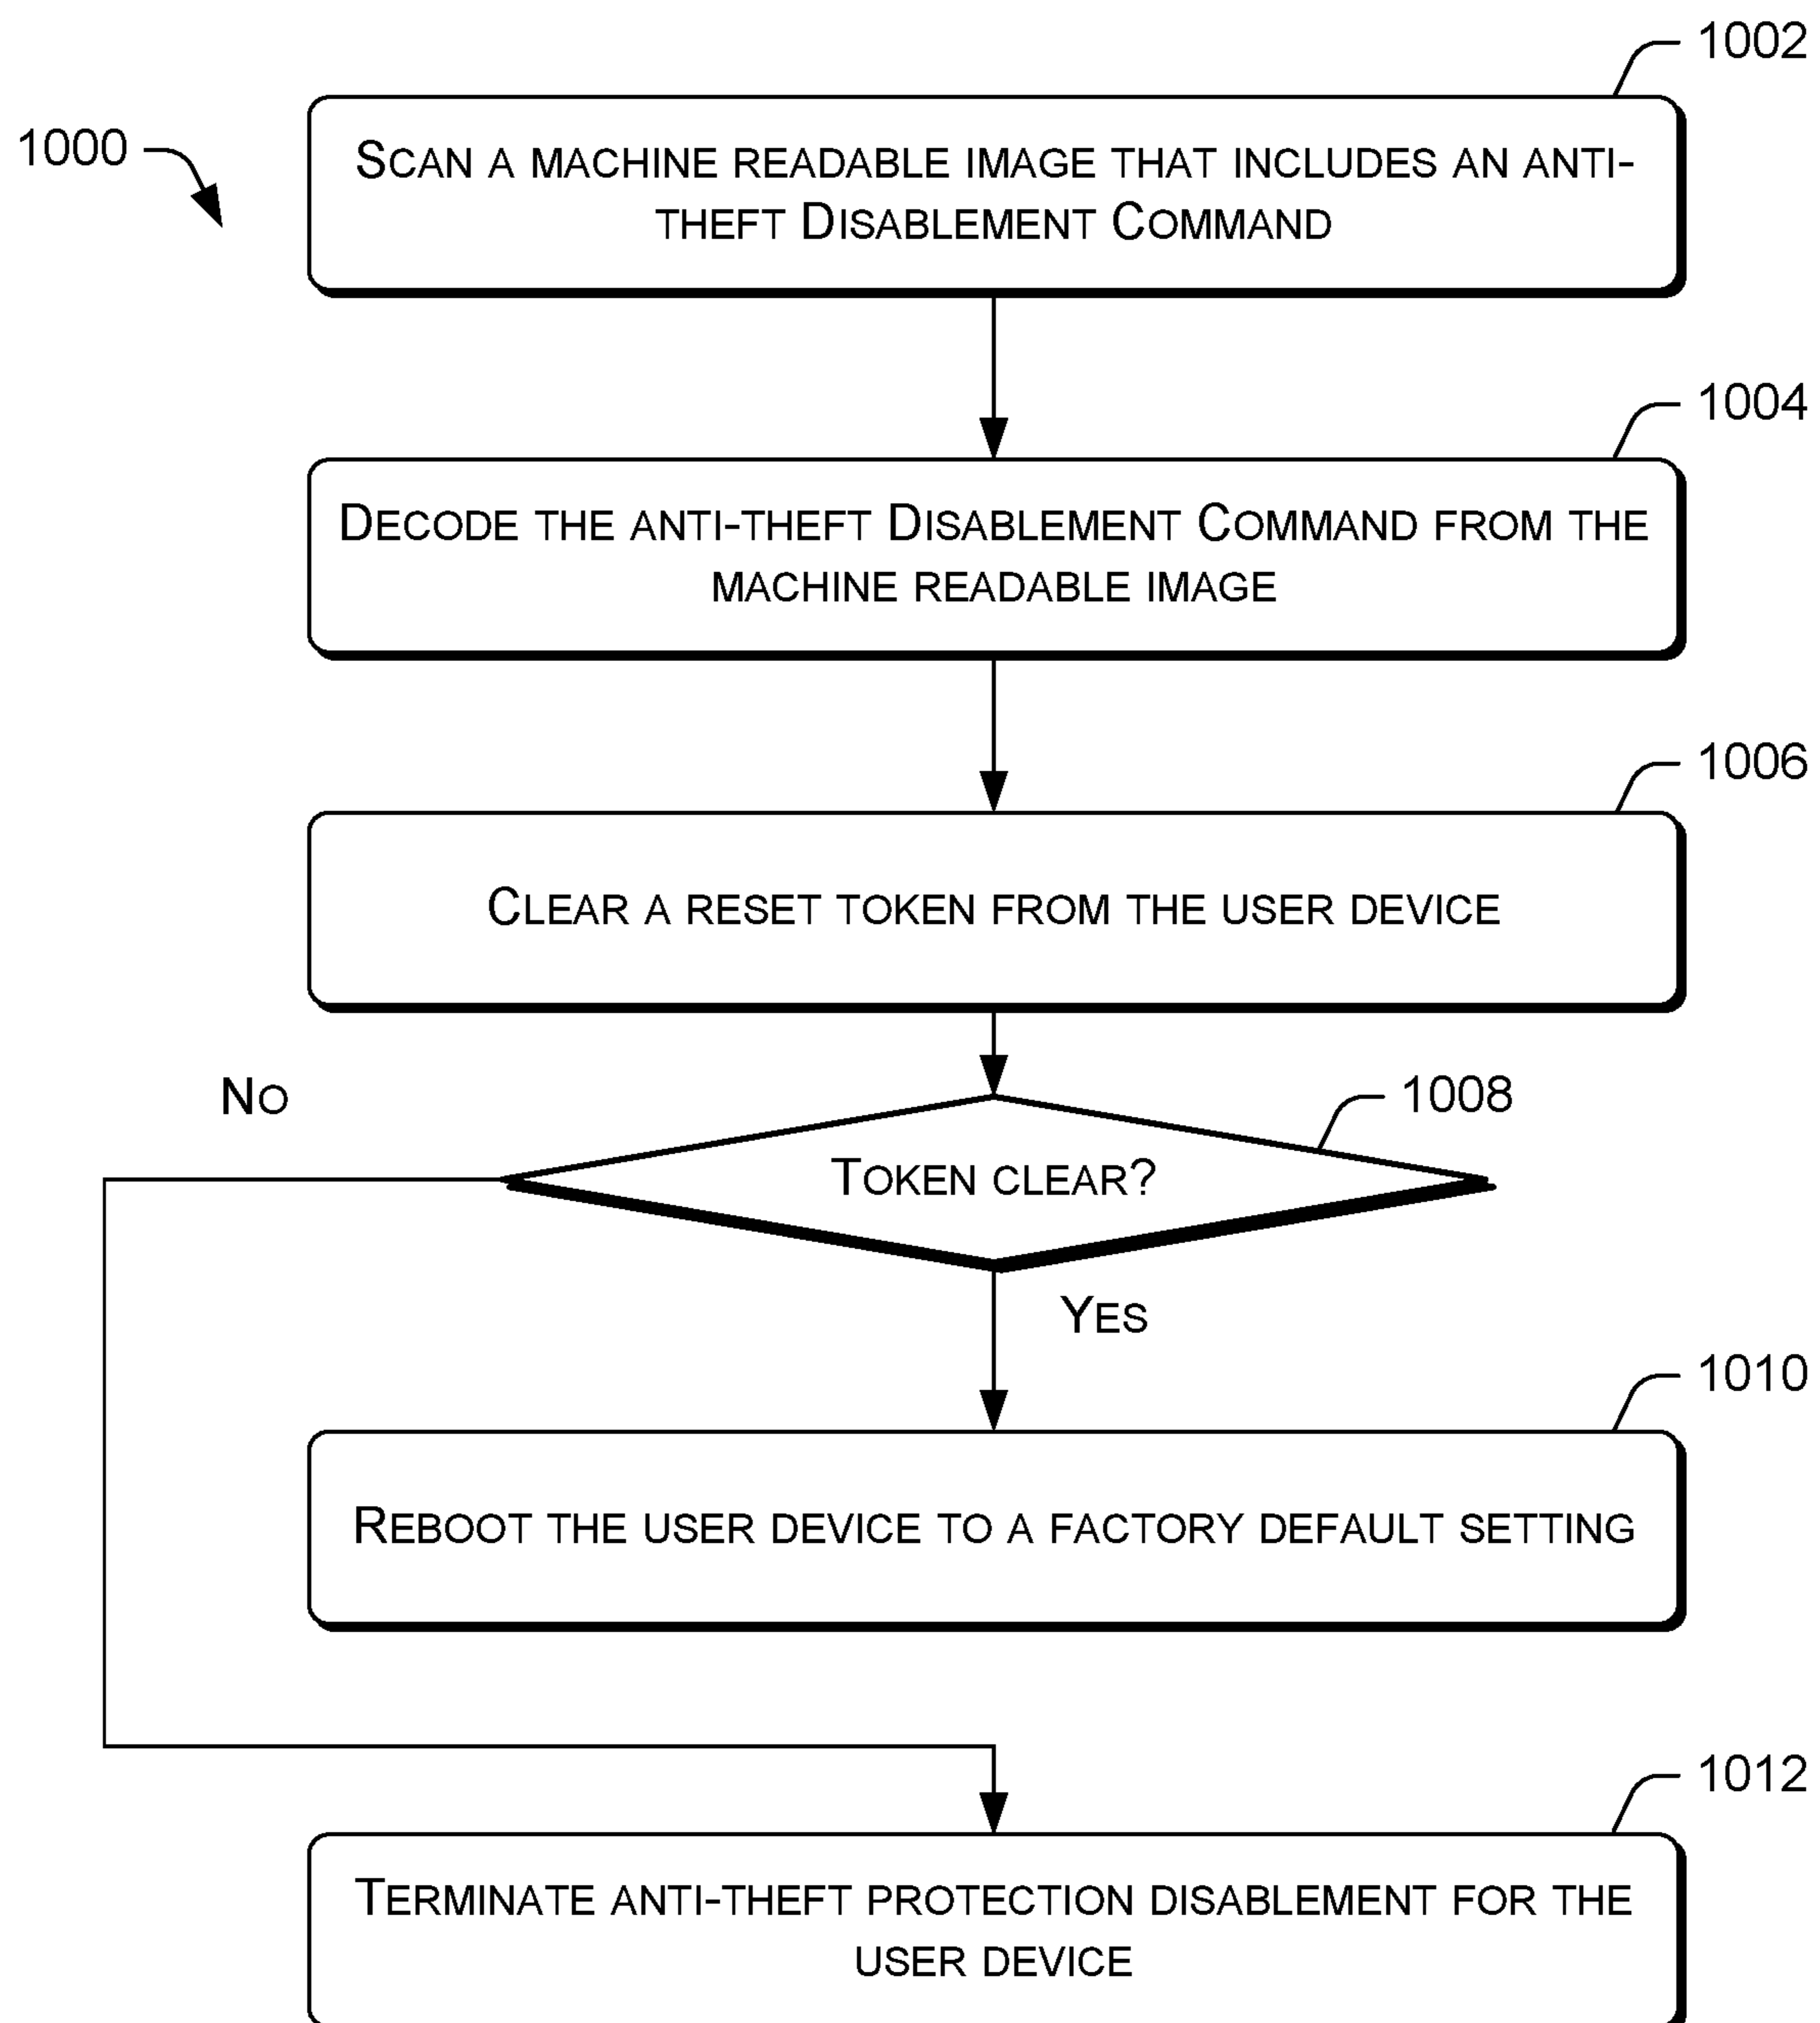 1002
1000
SCAN A MACHINE READABLE IMAGE THAT INCLUDES AN ANTI-
THEFT DISABLEMENT COMMAND
1004
DECODE THE ANTI-THEFT DISABLEMENT COMMAND FROM THE
MACHINE READABLE IMAGE
1006
CLEAR A RESET TOKEN FROM THE USER DEVICE
NO
1008
TOKEN CLEAR?
YES
1010
REBOOT THE USER DEVICE TO A FACTORY DEFAULT SETTING
1012
TERMINATE ANTI-THEFT PROTECTION DISABLEMENT FOR THE
USER DEVICE